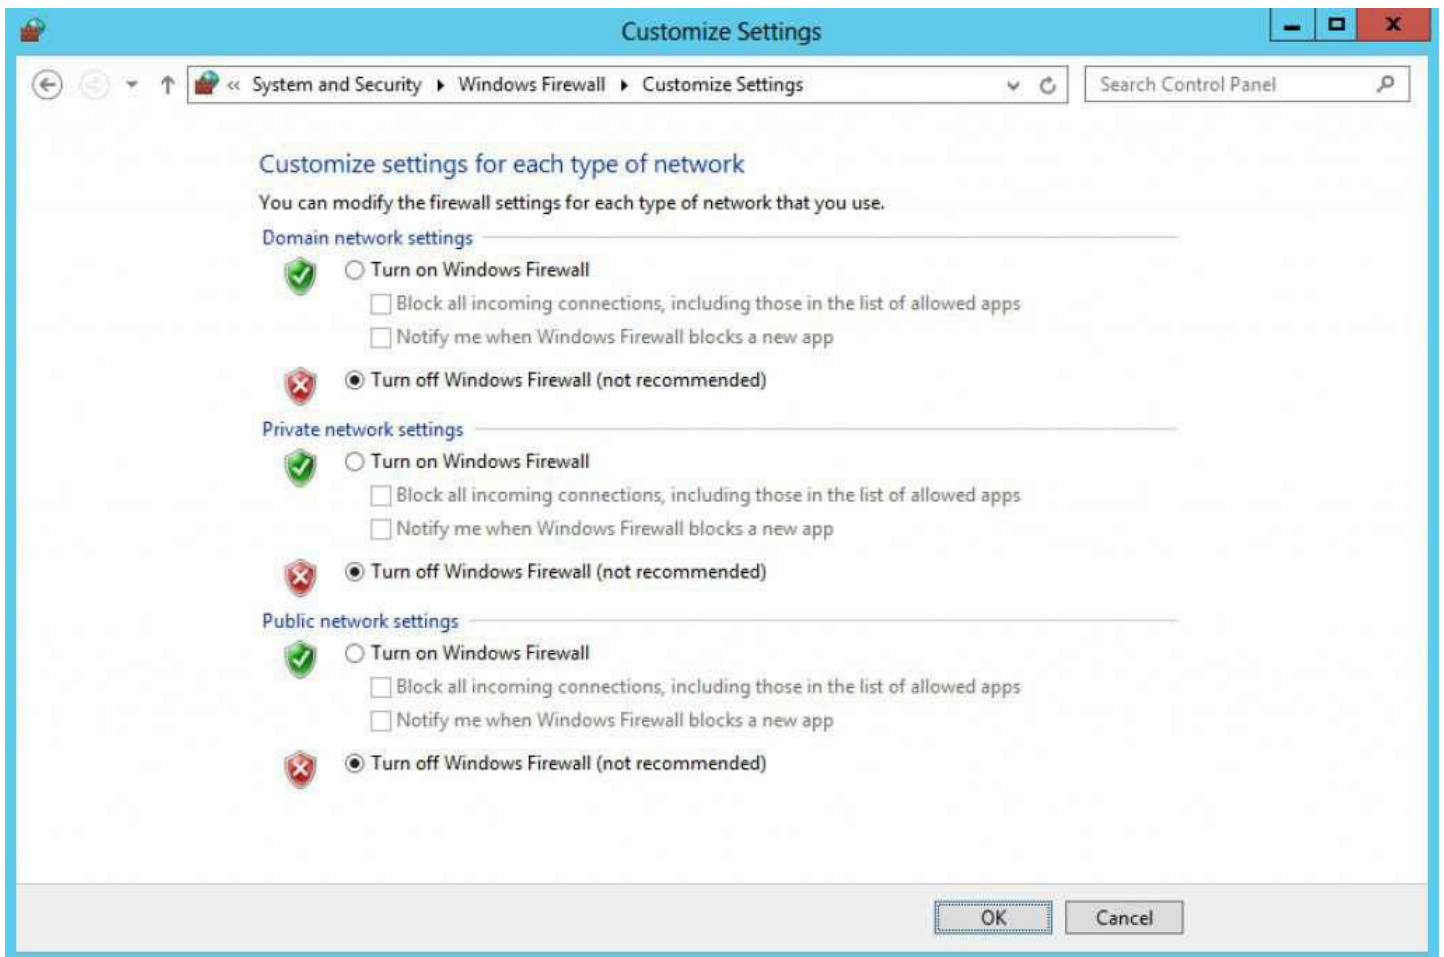 Customize Settings
« System and Security ▸ Windows Firewall ▸ Customize Settings
Search Control Panel
Customize settings for each type of network
You can modify the firewall settings for each type of network that you use.
Domain network settings
Turn on Windows Firewall
Block all incoming connections, including those in the list of allowed apps
Notify me when Windows Firewall blocks a new app
Turn off Windows Firewall (not recommended)
Private network settings
Turn on Windows Firewall
Block all incoming connections, including those in the list of allowed apps
Notify me when Windows Firewall blocks a new app
Turn off Windows Firewall (not recommended)
Public network settings
Turn on Windows Firewall
Block all incoming connections, including those in the list of allowed apps
Notify me when Windows Firewall blocks a new app
Turn off Windows Firewall (not recommended)
OK Cancel